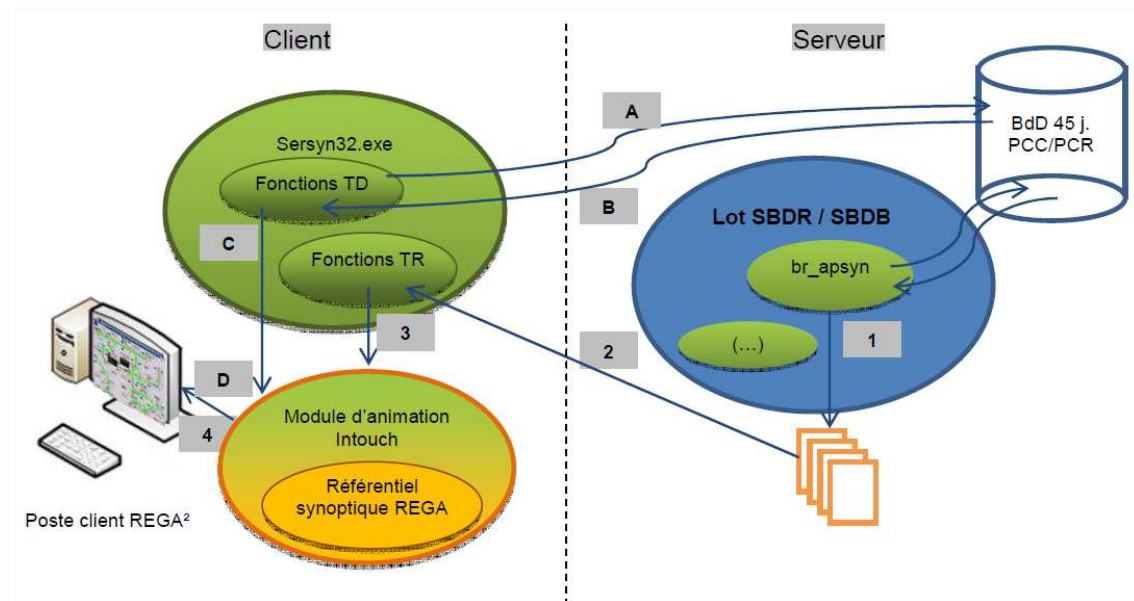 Client
Serveur
A
BdD 45 j.
PCC/PCR
Sersyn32.exe
Fonctions TD
B
Lot SBDR / SBDB
C
Fonctions TR
br_apsyn
3
2
(...)
1
D
4
Module d'animation
Intouch
Référentiel
synoptique REGA
Poste client REGA²